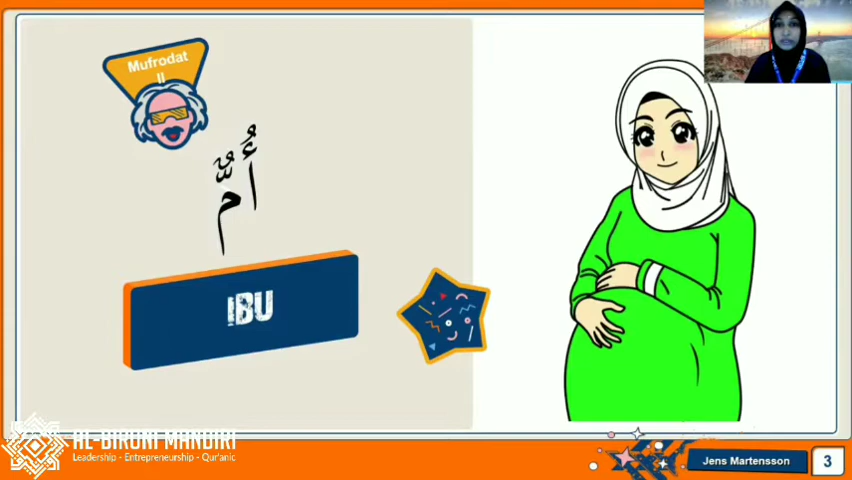 Mufrodat
II
أُمٌّ
IBU
AL-BIRUNI MANDIRI
Leadership - Entrepreneurship - Qur'anic
Jens Martensson
3